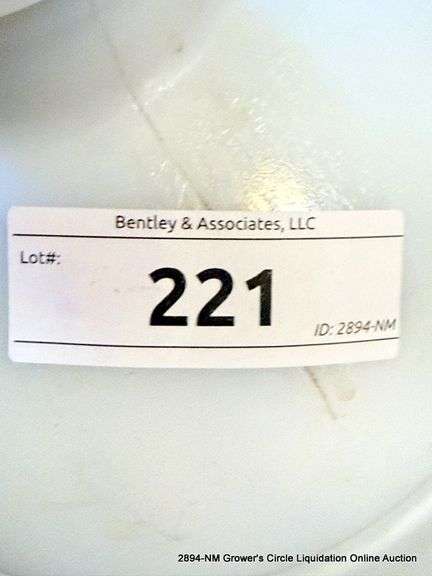 Bentley & Associates, LLC
Lot#:
221
ID: 2894-NM
2894-NM Grower's Circle Liquidation Online Auction